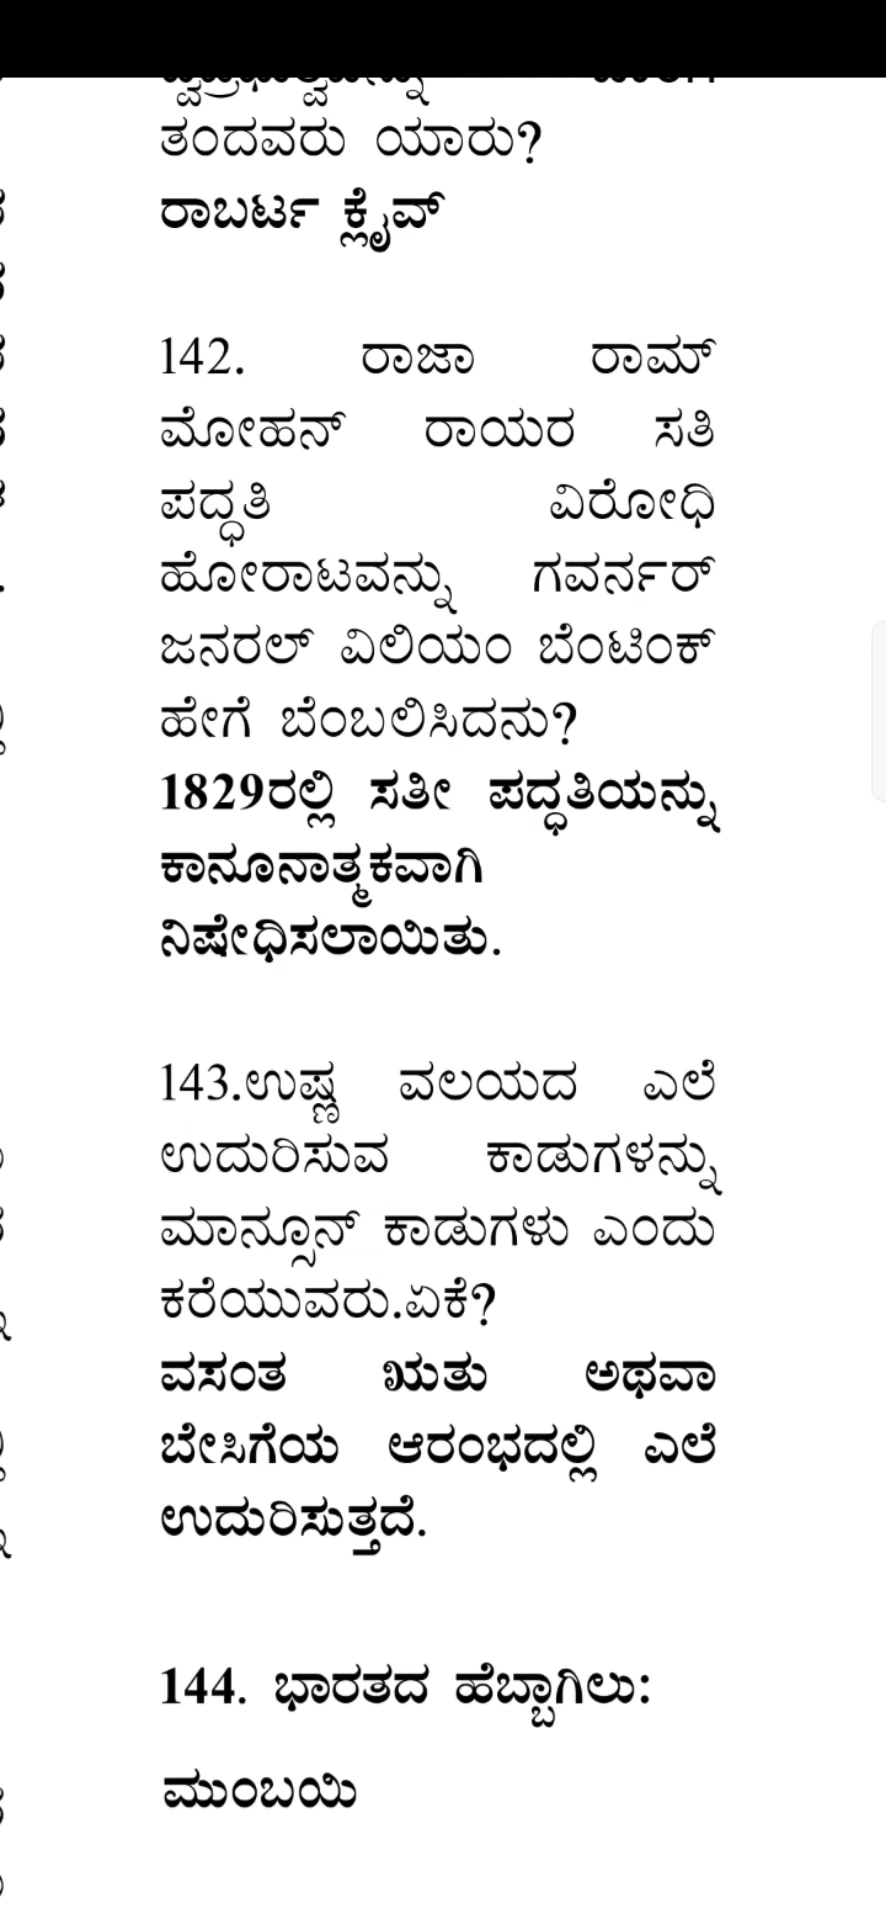 ತಂದವರು ಯಾರು?
ರಾಬರ್ಟ ಕ್ಲೈವ್
142. ರಾಜಾ ರಾಮ್
ಮೋಹನ್ ರಾಯರ ಸತಿ
ಪದ್ಧತಿ ವಿರೋಧಿ
ಹೋರಾಟವನ್ನು ಗವರ್ನರ್
ಜನರಲ್ ವಿಲಿಯಂ ಬೆಂಟಿಂಕ್
ಹೇಗೆ ಬೆಂಬಲಿಸಿದನು?
1829ರಲ್ಲಿ ಸತೀ ಪದ್ಧತಿಯನ್ನು
ಕಾನೂನಾತ್ಮಕವಾಗಿ
ನಿಷೇಧಿಸಲಾಯಿತು.
143.ಉಷ್ಣ ವಲಯದ ಎಲೆ
ಉದುರಿಸುವ ಕಾಡುಗಳನ್ನು
ಮಾನ್ಸೂನ್ ಕಾಡುಗಳು ಎಂದು
ಕರೆಯುವರು.ಏಕೆ?
ವಸಂತ ಋತು ಅಥವಾ
ಬೇಸಿಗೆಯ ಆರಂಭದಲ್ಲಿ ಎಲೆ
ಉದುರಿಸುತ್ತದೆ.
144. ಭಾರತದ ಹೆಬ್ಬಾಗಿಲು:
ಮುಂಬಯಿ